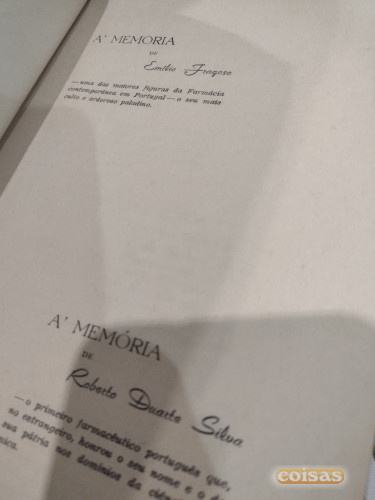 A' MEMÓRIA
DE
Emílio Fragoso
—uma das maiores figuras da Farmácia
contemporânea em Portugal—o seu mais
culto e ardoroso paladino.
A' MEMÓRIA
DE
Roberto Duarte Silva
—o primeiro farmacêutico português que,
no estrangeiro, honrou o seu nome e o
sua pátria nos domínios da ciência
coisas